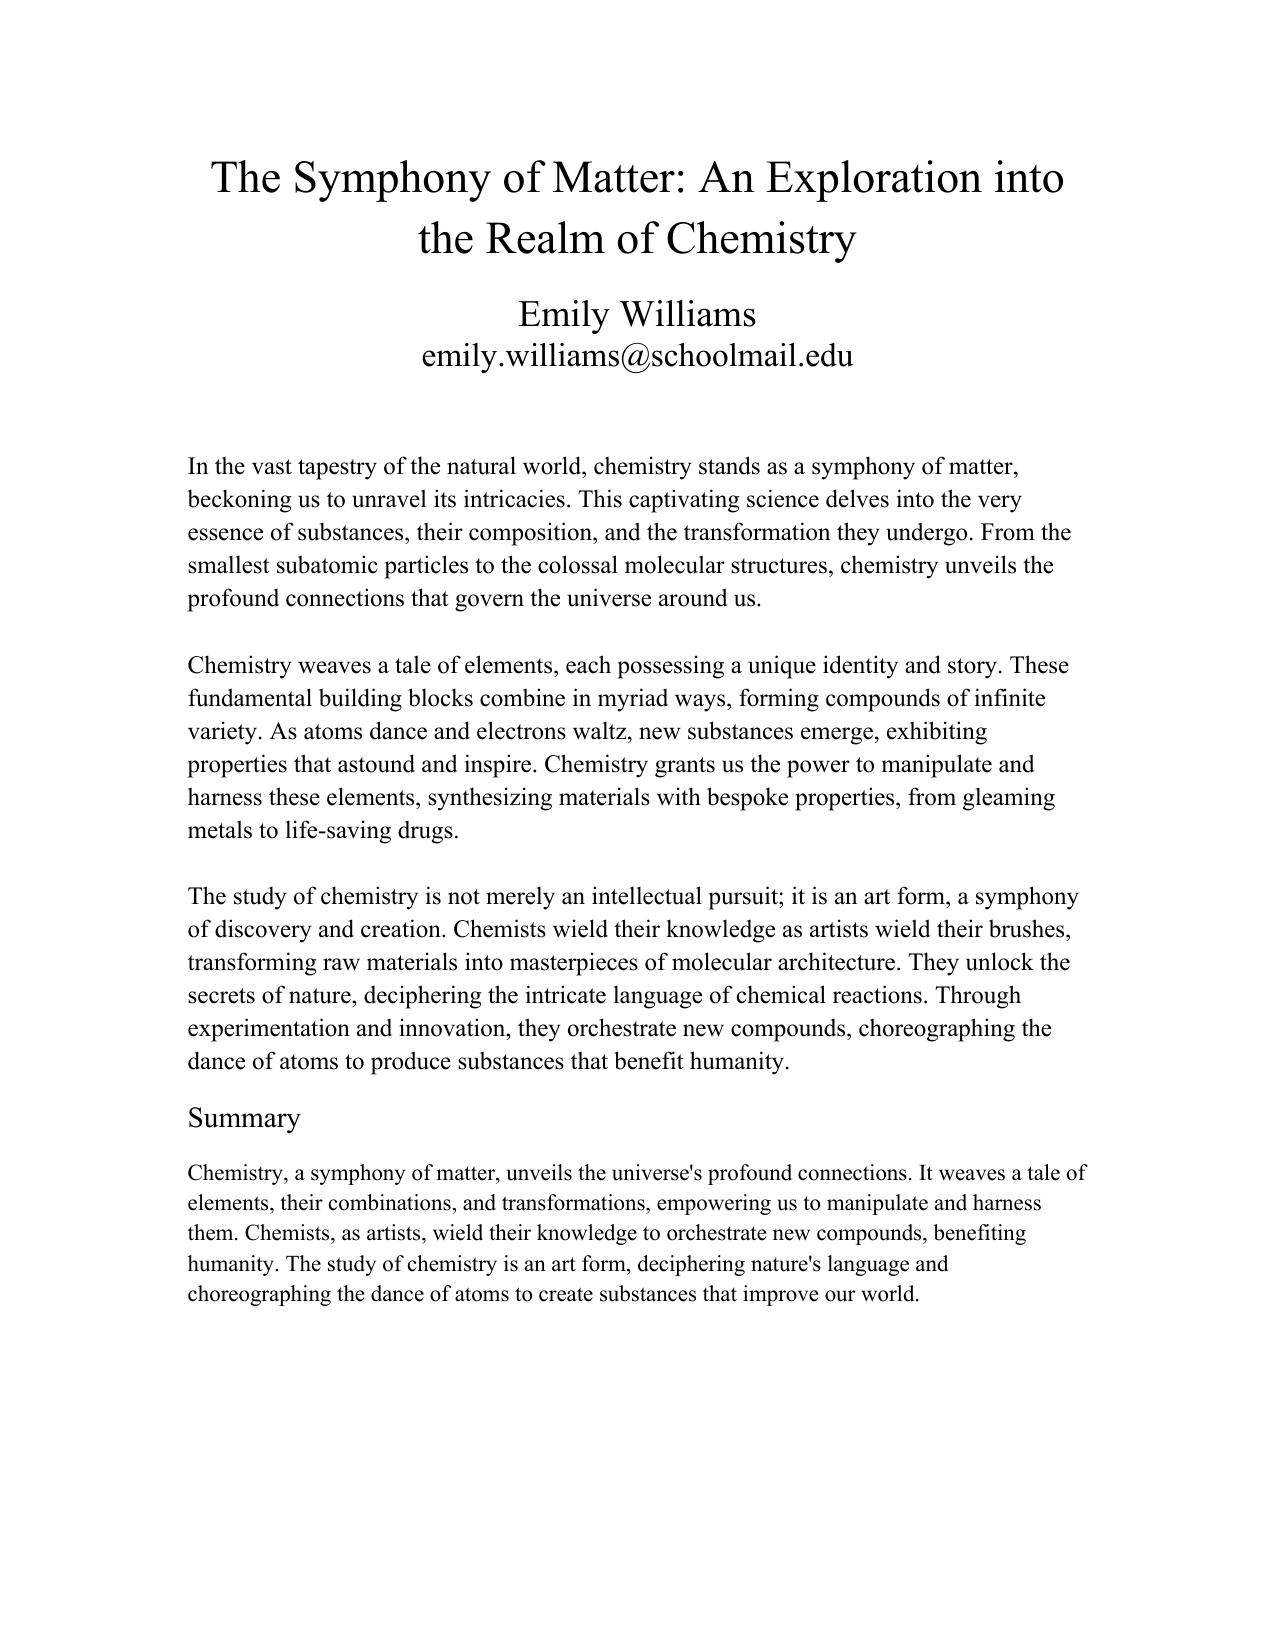 The Symphony of Matter: An Exploration into
the Realm of Chemistry
Emily Williams
emily.williams@schoolmail.edu
In the vast tapestry of the natural world, chemistry stands as a symphony of matter,
beckoning us to unravel its intricacies. This captivating science delves into the very
essence of substances, their composition, and the transformation they undergo. From the
smallest subatomic particles to the colossal molecular structures, chemistry unveils the
profound connections that govern the universe around us.
Chemistry weaves a tale of elements, each possessing a unique identity and story. These
fundamental building blocks combine in myriad ways, forming compounds of infinite
variety. As atoms dance and electrons waltz, new substances emerge, exhibiting
properties that astound and inspire. Chemistry grants us the power to manipulate and
harness these elements, synthesizing materials with bespoke properties, from gleaming
metals to life-saving drugs.
The study of chemistry is not merely an intellectual pursuit; it is an art form, a symphony
of discovery and creation. Chemists wield their knowledge as artists wield their brushes,
transforming raw materials into masterpieces of molecular architecture. They unlock the
secrets of nature, deciphering the intricate language of chemical reactions. Through
experimentation and innovation, they orchestrate new compounds, choreographing the
dance of atoms to produce substances that benefit humanity.
Summary
Chemistry, a symphony of matter, unveils the universe's profound connections. It weaves a tale of
elements, their combinations, and transformations, empowering us to manipulate and harness
them. Chemists, as artists, wield their knowledge to orchestrate new compounds, benefiting
humanity. The study of chemistry is an art form, deciphering nature's language and
choreographing the dance of atoms to create substances that improve our world.